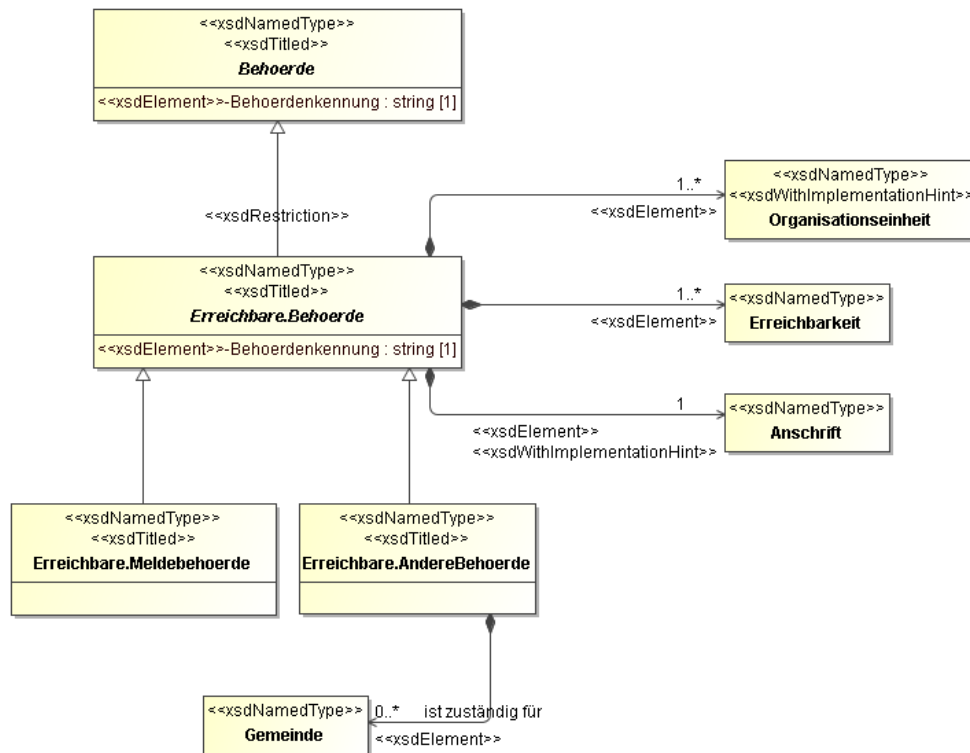 <<xsdNamedType>>
<<xsdTitled>>
Behoerde
<<xsdElement>>-Behoerdenkennung : string [1]
<<xsdRestriction>>
1..*
<<xsdElement>>
<<xsdNamedType>>
<<xsdWithImplementationHint>>
Organisationseinheit
<<xsdNamedType>>
<<xsdTitled>>
Erreichbare.Behoerde
<<xsdElement>>-Behoerdenkennung : string [1]
1..*
<<xsdElement>>
<<xsdNamedType>>
Erreichbarkeit
1
<<xsdElement>>
<<xsdWithImplementationHint>>
<<xsdNamedType>>
Anschrift
<<xsdNamedType>>
<<xsdTitled>>
Erreichbare.Meldebehoerde
<<xsdNamedType>>
<<xsdTitled>>
Erreichbare.AndereBehoerde
<<xsdNamedType>>
Gemeinde
0..* ist zuständig für
<<xsdElement>>